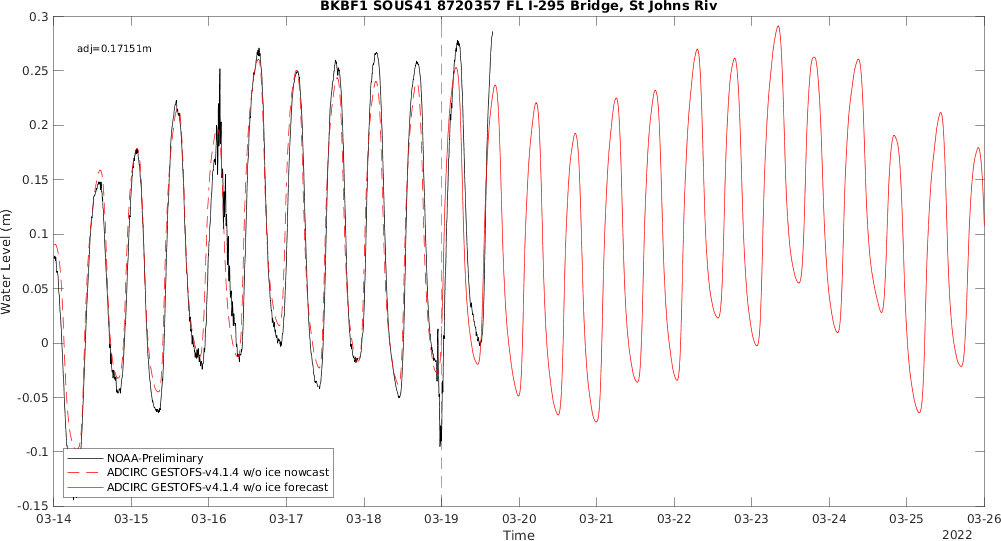 BKBF1 SOUS41 8720357 FL I-295 Bridge, St Johns Riv
0.3
0.25
0.2
0.15
0.1
0.05
0
-0.05
-0.1
-0.15
Water Level (m)
adj=0.17151m
NOAA-Preliminary
ADCIRC GESTOFS-v4.1.4 w/o ice nowcast
ADCIRC GESTOFS-v4.1.4 w/o ice forecast
03-14 03-15 03-16 03-17 03-18 03-19 03-20 03-21 03-22 03-23 03-24 03-25 03-26
Time
2022